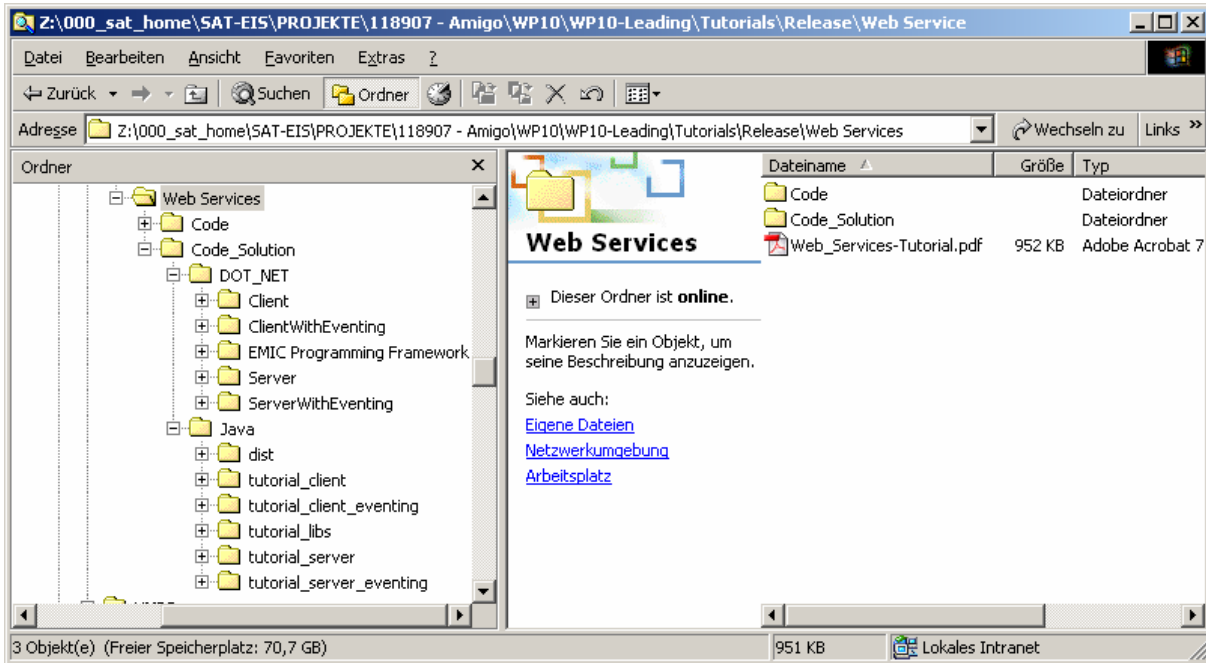 Z:\000_sat_home\SAT-EIS\PROJEKTE\118907 - Amigo\WP10\WP10-Leading\Tutorials\Release\Web Service
Datei Bearbeiten Ansicht Favoriten Extras ?
Zurück Suchen Ordner
Adresse Z:\000_sat_home\SAT-EIS\PROJEKTE\118907 - Amigo\WP10\WP10-Leading\Tutorials\Release\Web Services Wechseln zu Links »
Ordner
Web Services
Code
Code_Solution
DOT_NET
Client
ClientWithEventing
EMIC Programming Framework
Server
ServerWithEventing
Java
dist
tutorial_client
tutorial_client_eventing
tutorial_libs
tutorial_server
tutorial_server_eventing
Web Services
Dieser Ordner ist online.
Markieren Sie ein Objekt, um
seine Beschreibung anzuzeigen.
Siehe auch:
Eigene Dateien
Netzwerkumgebung
Arbeitsplatz
Dateiname Größe Typ
Code Dateiordner
Code_Solution Dateiordner
Web_Services-Tutorial.pdf 952 KB Adobe Acrobat 7
3 Objekt(e) (Freier Speicherplatz: 70,7 GB) 951 KB Lokales Intranet